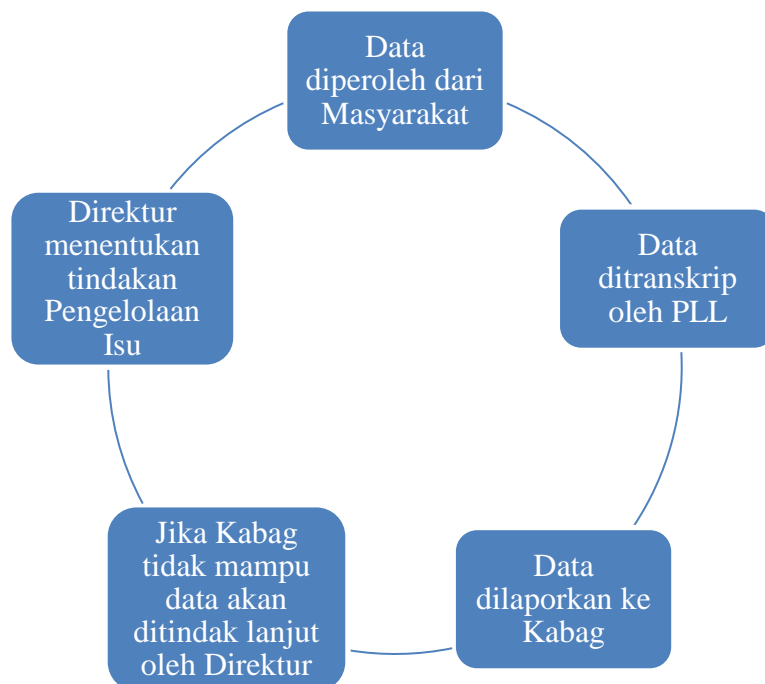 Data
diperoleh dari
Masyarakat
Data
ditranskrip
oleh PLL
Data
dilaporkan ke
Kabag
Jika Kabag
tidak mampu
data akan
ditindak lanjut
oleh Direktur
Direktur
menentukan
tindakan
Pengelolaan
Isu